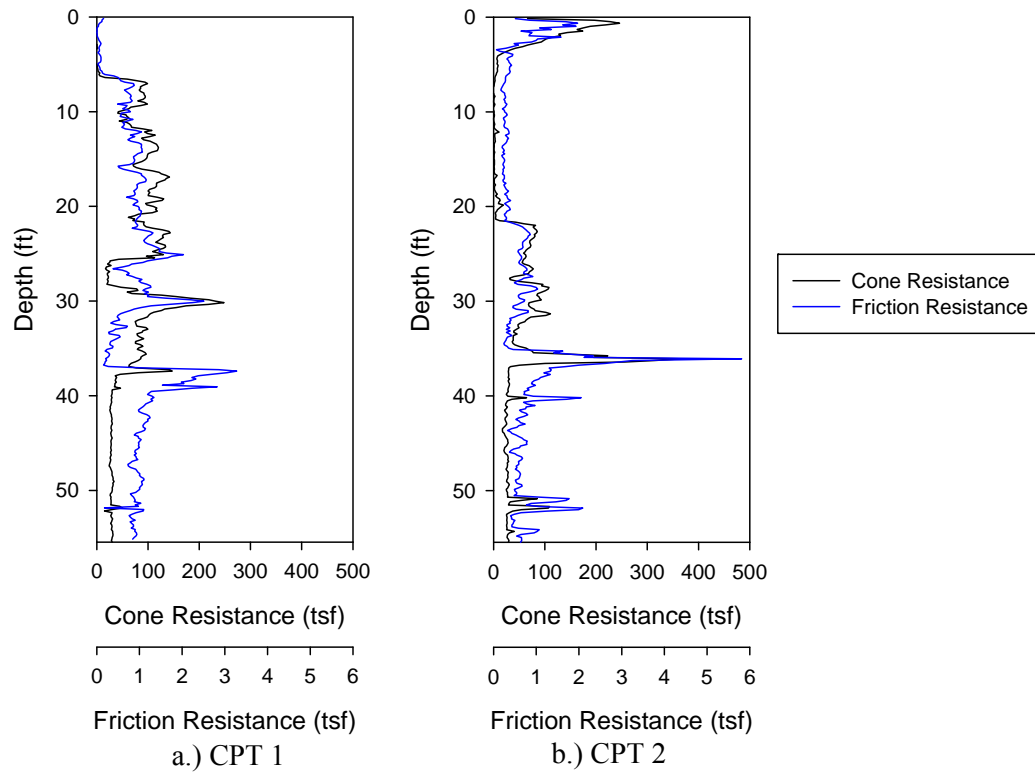 0
10
20
30
40
50
Depth (ft)
0 100 200 300 400 500
Cone Resistance (tsf)
0 1 2 3 4 5 6
Friction Resistance (tsf)
a.) CPT 1
0
10
20
30
40
50
Depth (ft)
0 100 200 300 400 500
Cone Resistance (tsf)
0 1 2 3 4 5 6
Friction Resistance (tsf)
b.) CPT 2
Cone Resistance
Friction Resistance